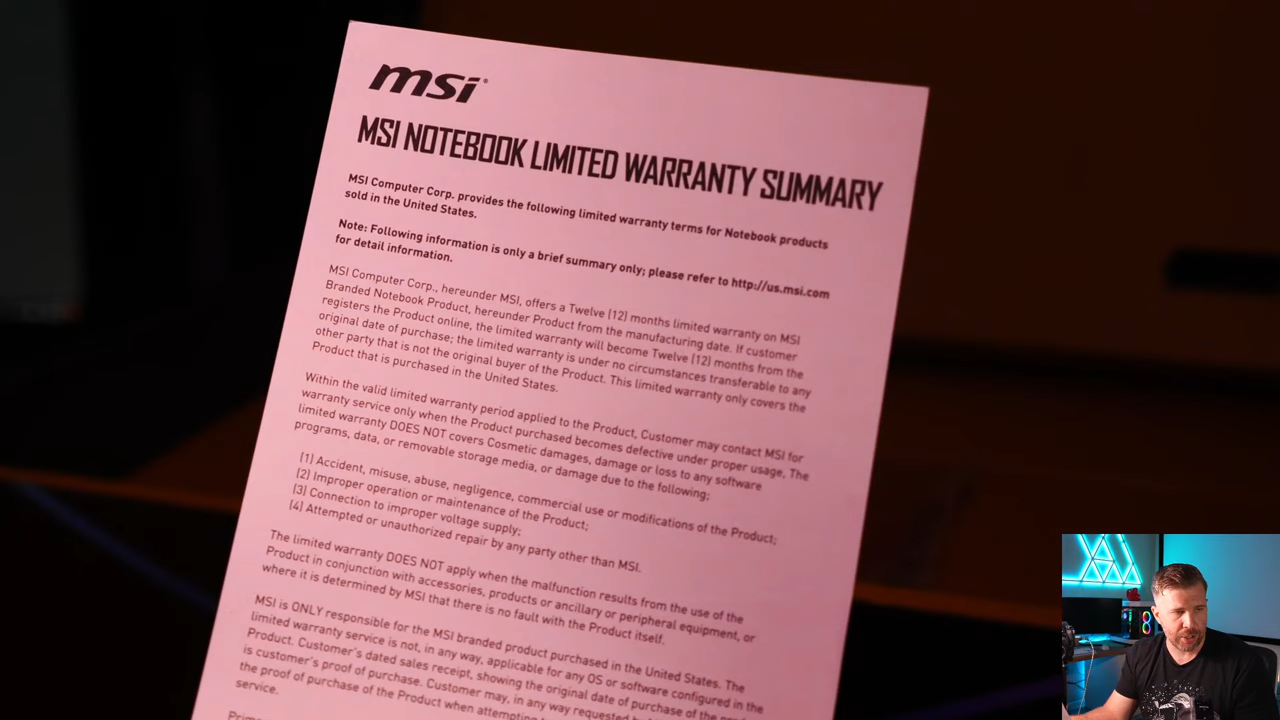 msi
MSI NOTEBOOK LIMITED WARRANTY SUMMARY
MSI Computer Corp. provides the following limited warranty terms for Notebook products
sold in the United States.
Note: Following information is only a brief summary only; please refer to http://us.msi.com
for detail information.
MSI Computer Corp., hereunder MSI, offers a Twelve (12) months limited warranty on MSI
Branded Notebook Product, hereunder Product from the manufacturing date. If customer
registers the Product online, the limited warranty will become Twelve (12) months from the
original date of purchase; the limited warranty is under no circumstances transferable to any
other party that is not the original buyer of the Product. This limited warranty only covers the
Product that is purchased in the United States.
Within the valid limited warranty period applied to the Product, Customer may contact MSI for
warranty service only when the Product purchased becomes defective under proper usage. The
limited warranty DOES NOT covers Cosmetic damages, damage or loss to any software
programs, data, or removable storage media, or damage due to the following;
(1) Accident, misuse, abuse, negligence, commercial use or modifications of the Product;
(2) Improper operation or maintenance of the Product;
(3) Connection to improper voltage supply;
(4) Attempted or unauthorized repair by any party other than MSI.
The limited warranty DOES NOT apply when the malfunction results from the use of the
Product in conjunction with accessories, products or ancillary or peripheral equipment, or
where it is determined by MSI that there is no fault with the Product itself.
MSI is ONLY responsible for the MSI branded product purchased in the United States. The
limited warranty service is not, in any way, applicable for any OS or software configured in the
Product. Customer's dated sales receipt, showing the original date of purchase of the
is customer's proof of purchase. Customer may, in any way requested by
the proof of purchase of the Product when attempting
service.